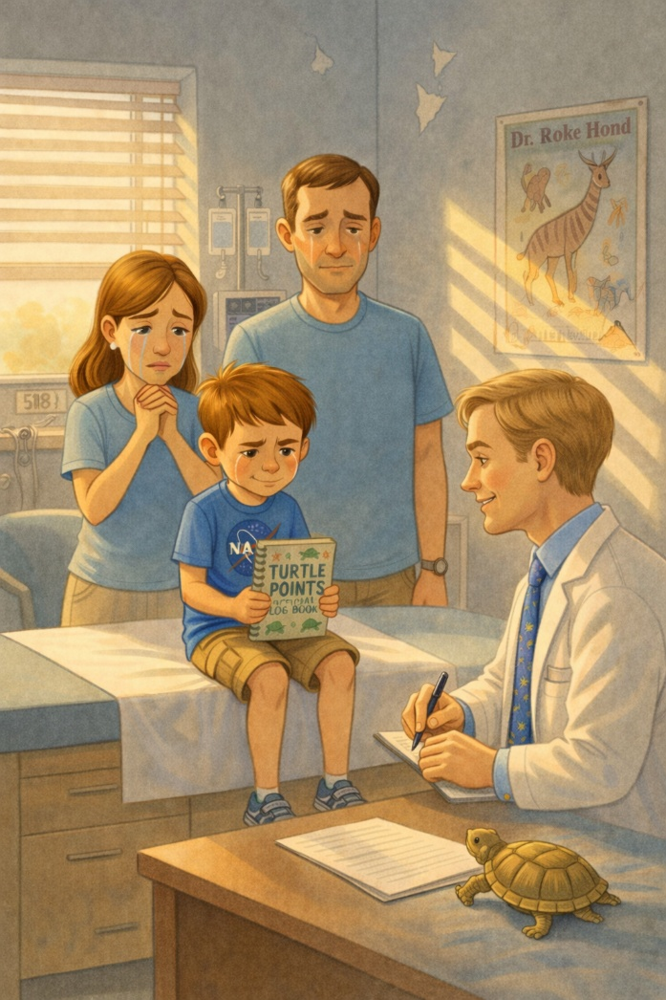 Dr. Roke Hond
518}
NA
TURTLE
POINTS
LOG BOOK